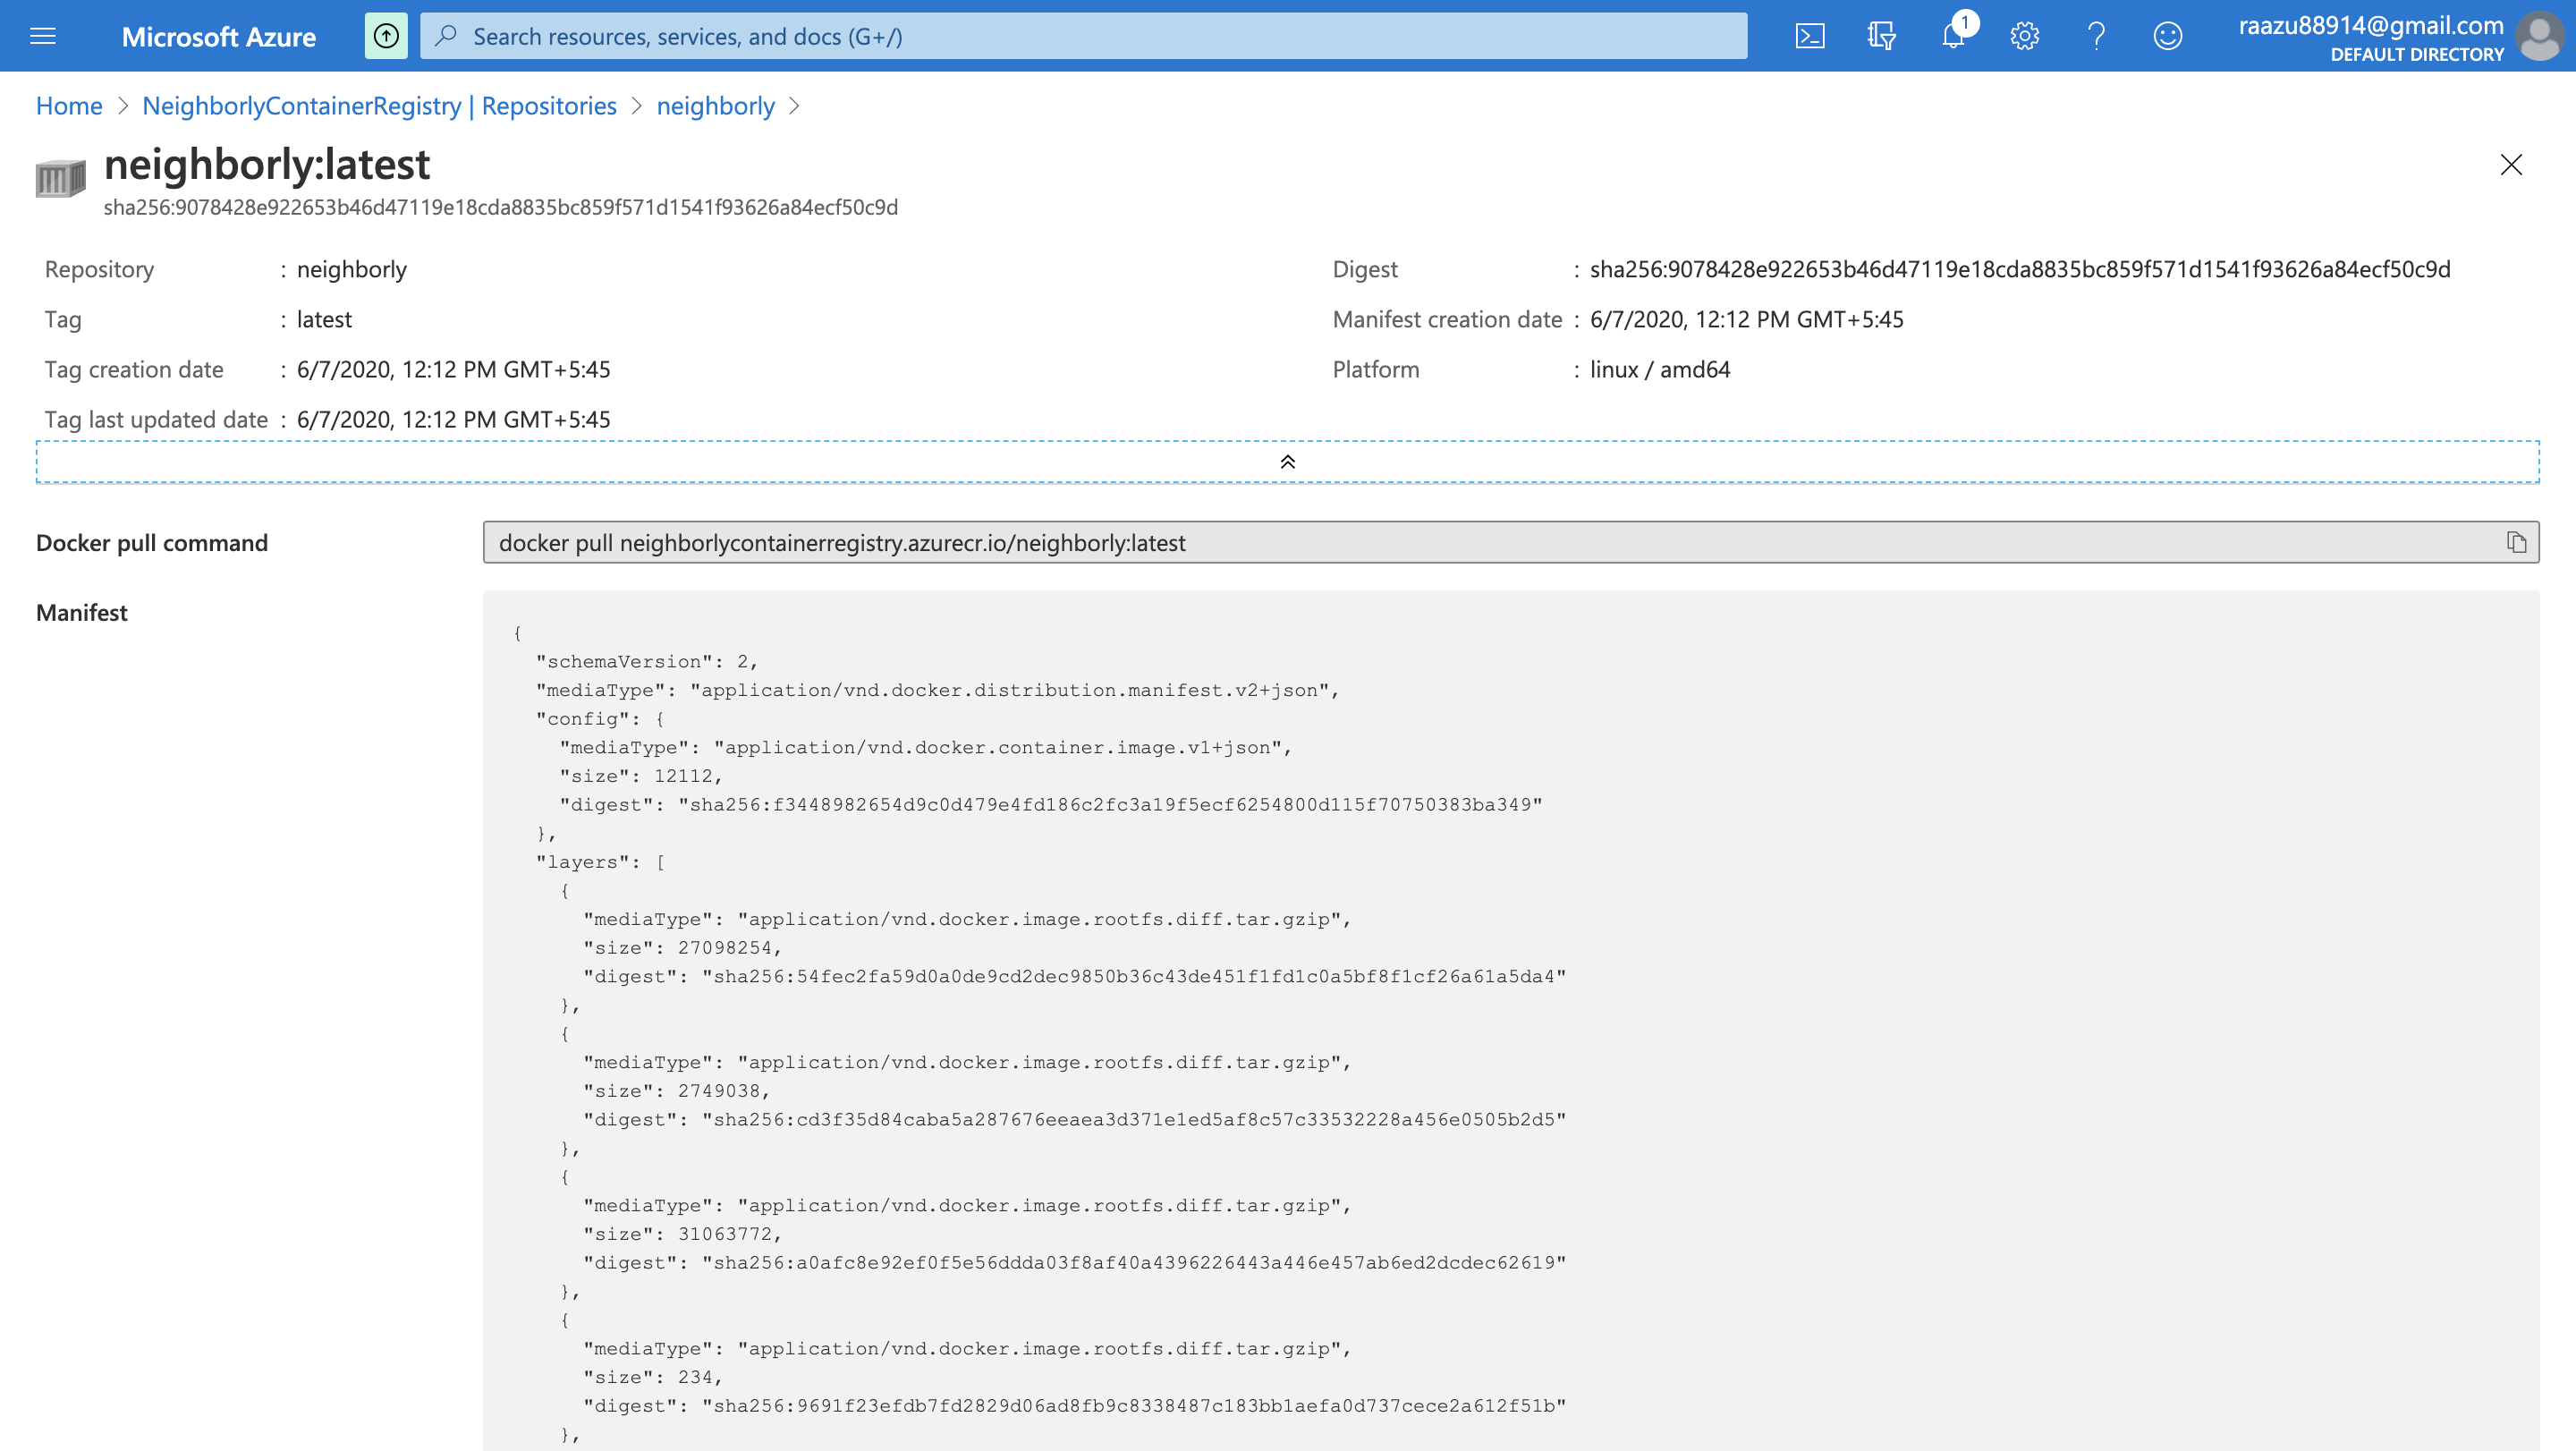 Microsoft Azure
Search resources, services, and docs (G+/)
1
raazu88914@gmail.com
DEFAULT DIRECTORY
Home > NeighborlyContainerRegistry | Repositories > neighborly >
neighborly:latest
sha256:9078428e922653b46d47119e18cda8835bc859f571d1541f93626a84ecf50c9d
Repository : neighborly
Digest : sha256:9078428e922653b46d47119e18cda8835bc859f571d1541f93626a84ecf50c9d
Tag : latest
Manifest creation date : 6/7/2020, 12:12 PM GMT+5:45
Tag creation date : 6/7/2020, 12:12 PM GMT+5:45
Platform : linux / amd64
Tag last updated date : 6/7/2020, 12:12 PM GMT+5:45
Docker pull command
docker pull neighborlycontainerregistry.azurecr.io/neighborly:latest
Manifest
{
"schemaVersion": 2,
"mediaType": "application/vnd.docker.distribution.manifest.v2+json",
"config": {
"mediaType": "application/vnd.docker.container.image.v1+json",
"size": 12112,
"digest": "sha256:f3448982654d9c0d479e4fd186c2fc3a19f5ecf6254800d115f70750383ba349"
},
"layers": [
{
"mediaType": "application/vnd.docker.image.rootfs.diff.tar.gzip",
"size": 27098254,
"digest": "sha256:54fec2fa59d0a0de9cd2dec9850b36c43de451f1fd1c0a5bf8f1cf26a61a5da4"
},
{
"mediaType": "application/vnd.docker.image.rootfs.diff.tar.gzip",
"size": 2749038,
"digest": "sha256:cd3f35d84caba5a287676eeaea3d371e1ed5af8c57c33532228a456e0505b2d5"
},
{
"mediaType": "application/vnd.docker.image.rootfs.diff.tar.gzip",
"size": 31063772,
"digest": "sha256:a0afc8e92ef0f5e56ddda03f8af40a4396226443a446e457ab6ed2dcdec62619"
},
{
"mediaType": "application/vnd.docker.image.rootfs.diff.tar.gzip",
"size": 234,
"digest": "sha256:9691f23efdb7fd2829d06ad8fb9c8338487c183bb1aefa0d737cece2a612f51b"
},